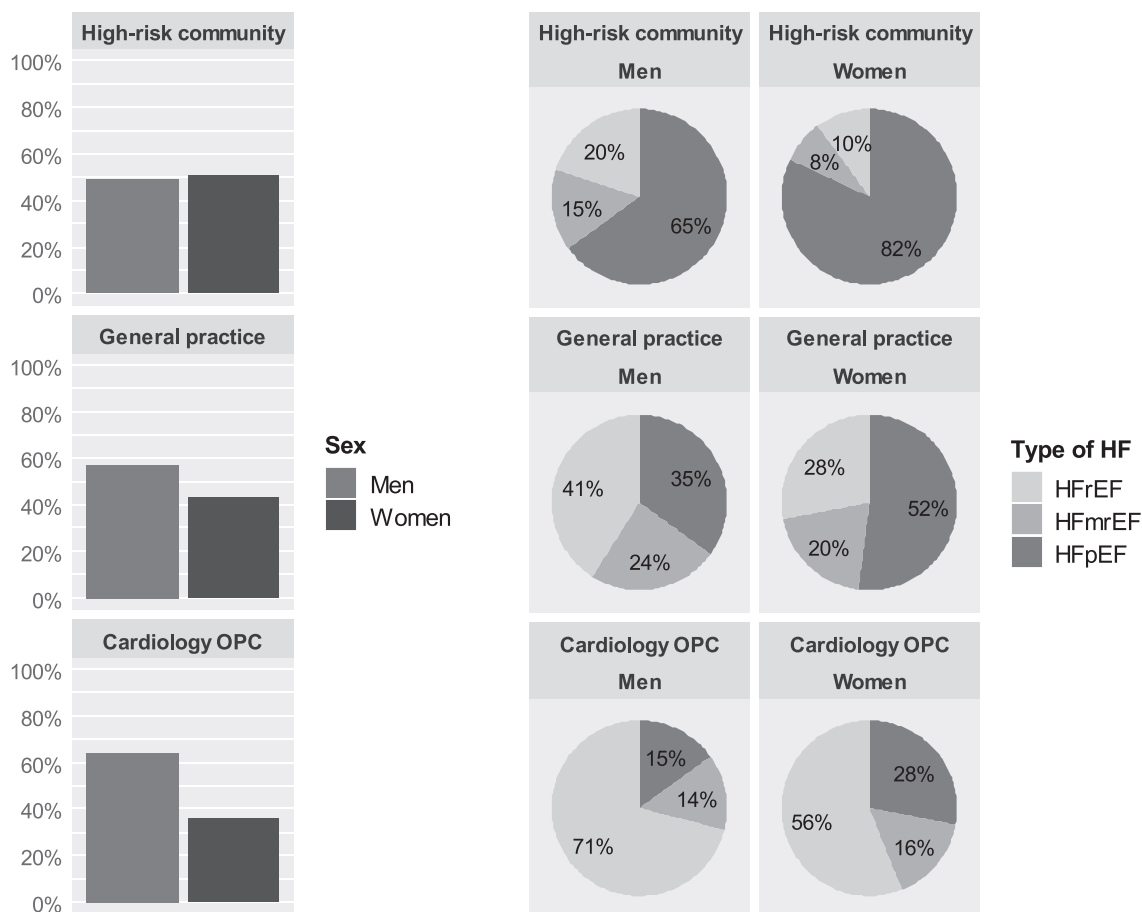 High-risk community
100%
80%
60%
40%
20%
0%
General practice
100%
80%
60%
40%
20%
0%
Cardiology OPC
100%
80%
60%
40%
20%
0%
Sex
Men
Women
High-risk community
Men
20%
15%
65%
High-risk community
Women
10%
8%
82%
General practice
Men
41%
35%
24%
General practice
Women
28%
52%
20%
Cardiology OPC
Men
15%
14%
71%
Cardiology OPC
Women
28%
56%
16%
Type of HF
HFrEF
HFmrEF
HFpEF